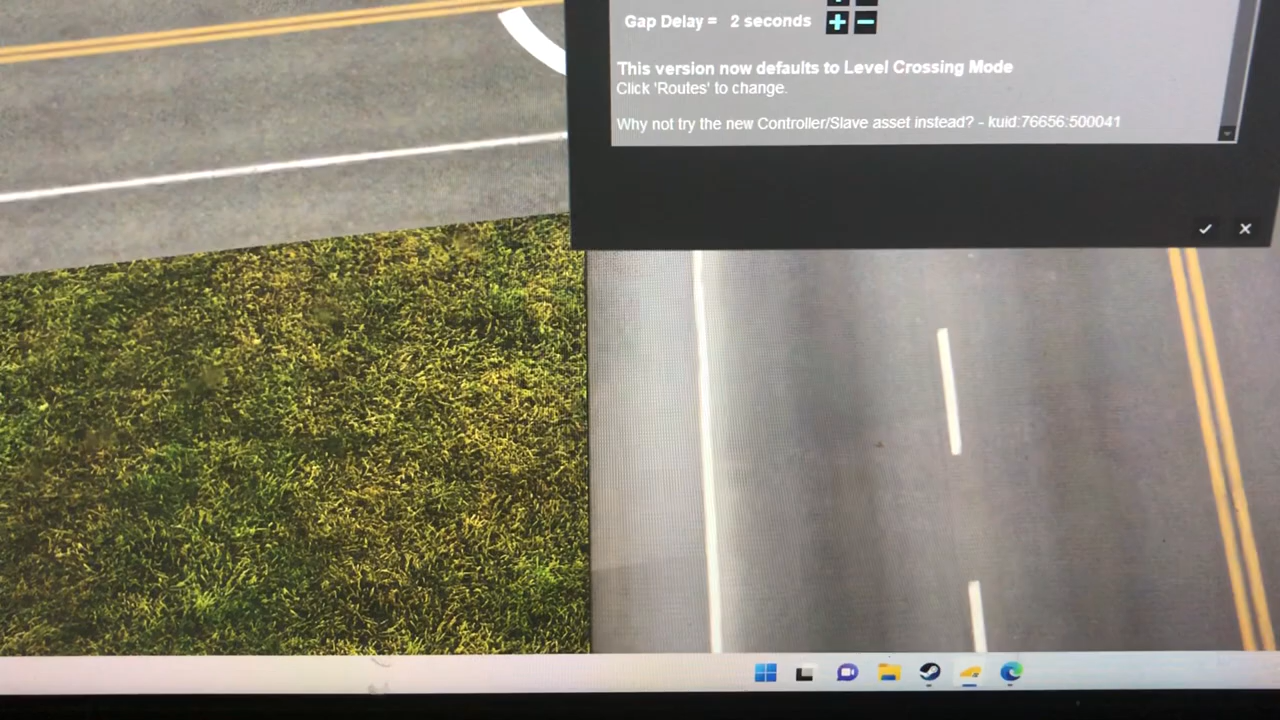 Gap Delay = 2 seconds + −
This version now defaults to Level Crossing Mode
Click 'Routes' to change.
Why not try the new Controller/Slave asset instead? - kuid:76656:500041